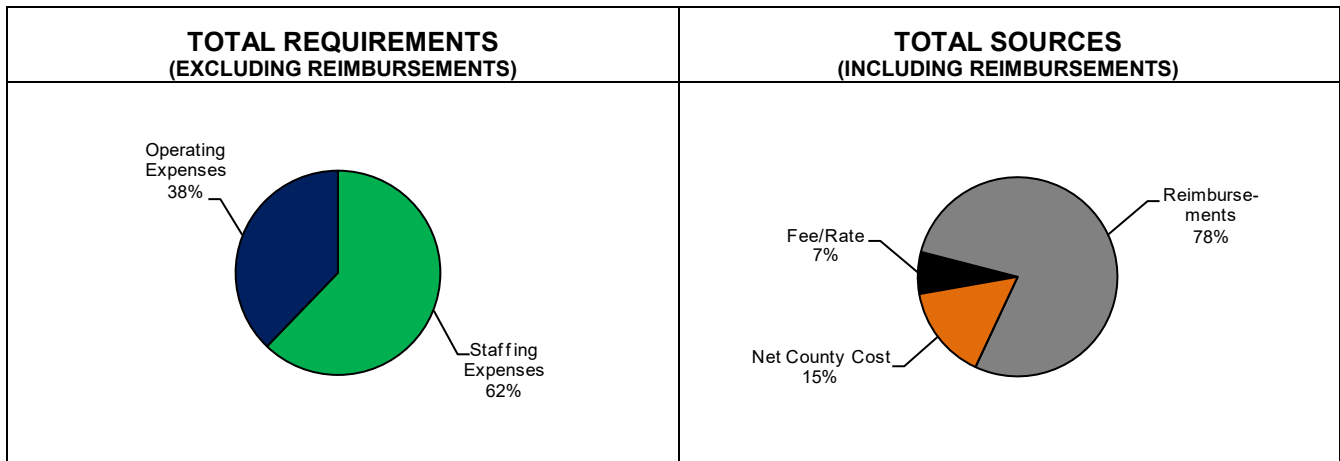 TOTAL REQUIREMENTS
(EXCLUDING REIMBURSEMENTS)
Operating
Expenses
38%
Staffing
Expenses
62%
TOTAL SOURCES
(INCLUDING REIMBURSEMENTS)
Reimburse-
ments
78%
Fee/Rate
7%
Net County Cost
15%